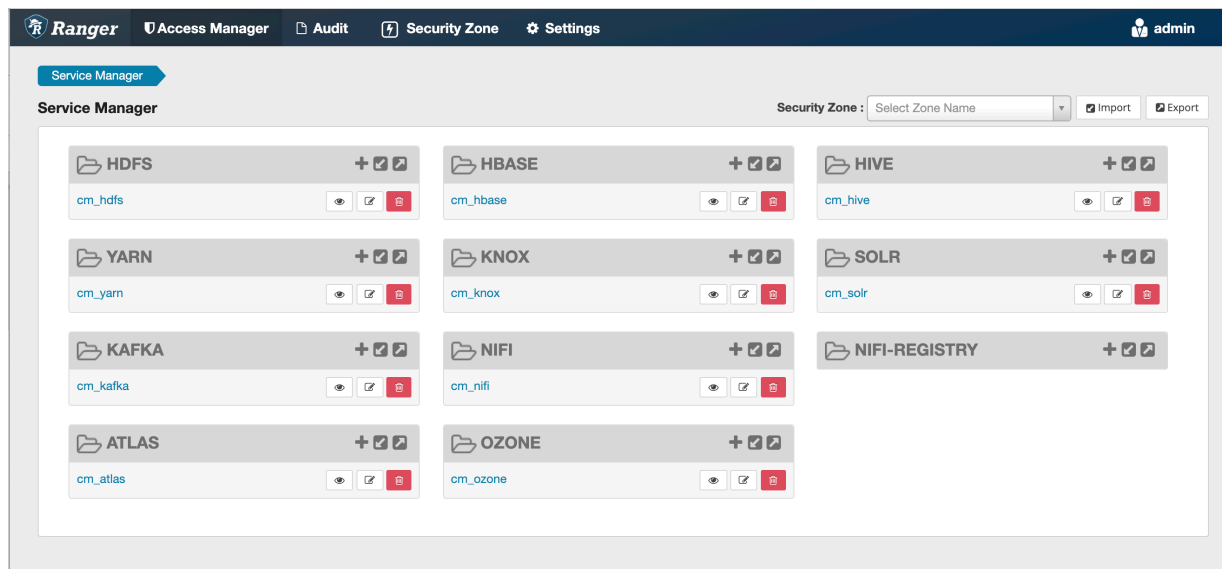 Ranger Access Manager Audit Security Zone Settings admin
Service Manager
Service Manager Security Zone : Select Zone Name Import Export
HDFS HBASE HIVE
cm_hdfs cm_hbase cm_hive
YARN KNOX SOLR
cm_yarn cm_knox cm_solr
KAFKA NIFI NIFI-REGISTRY
cm_kafka cm_nifi
ATLAS OZONE
cm_atlas cm_ozone